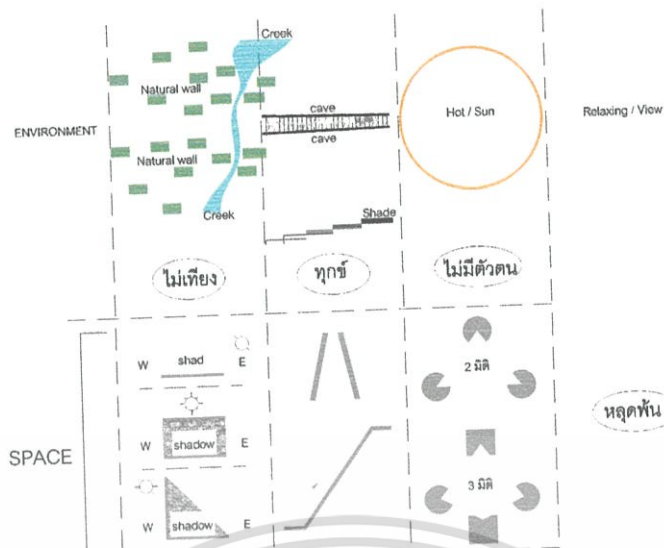 Creek
Natural wall
cave
Hot / Sun
Relaxing / View
ENVIRONMENT
cave
Natural wall
Creek
Shade
ไม่เที่ยง
ทุกข์
ไม่มีตัวตน
W shad E
2 มิติ
หลุดพ้น
W shadow E
SPACE
3 มิติ
W shadow E